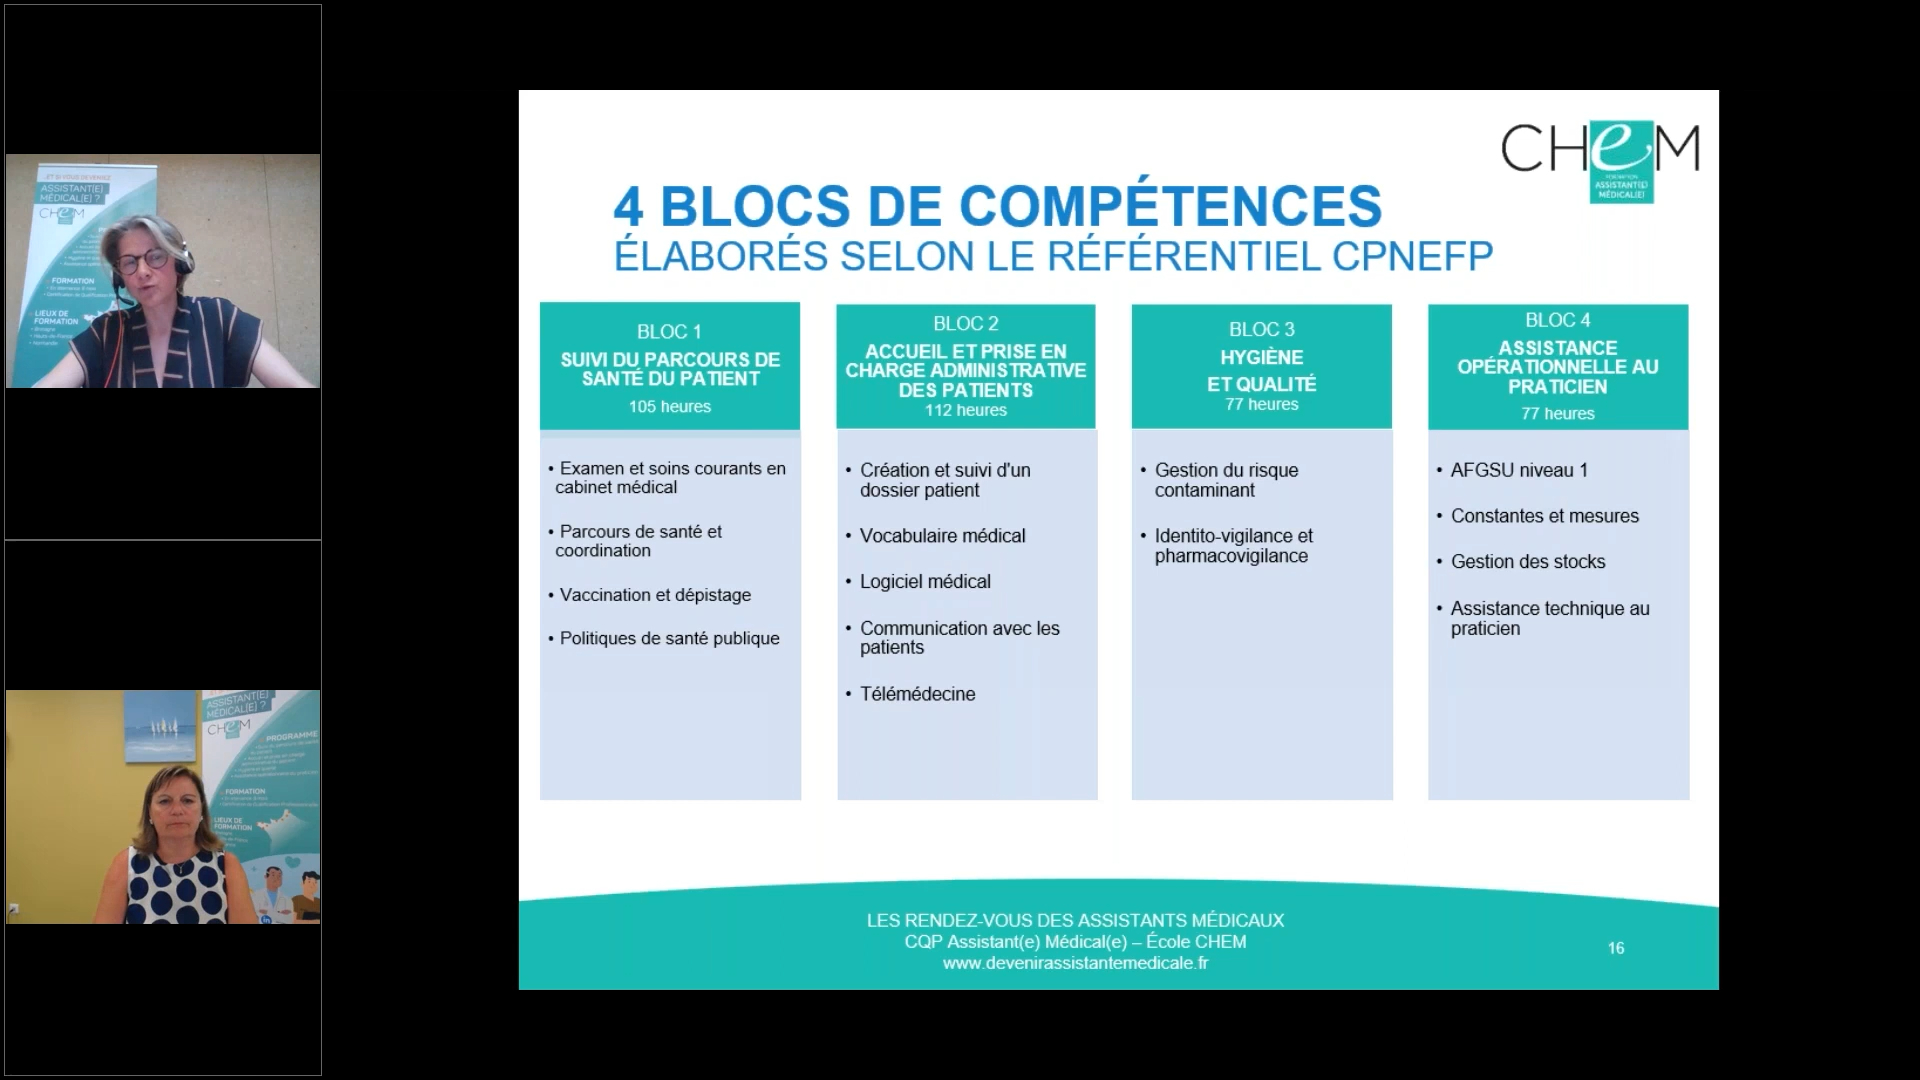 ET SI VOUS DEVENIEZ
ASSISTANT(E)
MÉDICAL(E) ?
CHeM
FORMATION
LIEUX DE
FORMATION
ASSISTANT(E)
MÉDICAL(E) ?
CHeM
PROGRAMME
FORMATION
LIEUX DE
FORMATION
CHeM
FORMATION
ASSISTANT(E)
MÉDICAL(E)
4 BLOCS DE COMPÉTENCES
ÉLABORÉS SELON LE RÉFÉRENTIEL CPNEFP
BLOC 1
SUIVI DU PARCOURS DE
SANTÉ DU PATIENT
105 heures
• Examen et soins courants en
cabinet médical
• Parcours de santé et
coordination
• Vaccination et dépistage
• Politiques de santé publique
BLOC 2
ACCUEIL ET PRISE EN
CHARGE ADMINISTRATIVE
DES PATIENTS
112 heures
• Création et suivi d'un
dossier patient
• Vocabulaire médical
• Logiciel médical
• Communication avec les
patients
• Télémédecine
BLOC 3
HYGIÈNE
ET QUALITÉ
77 heures
• Gestion du risque
contaminant
• Identito-vigilance et
pharmacovigilance
BLOC 4
ASSISTANCE
OPÉRATIONNELLE AU
PRATICIEN
77 heures
• AFGSU niveau 1
• Constantes et mesures
• Gestion des stocks
• Assistance technique au
praticien
LES RENDEZ-VOUS DES ASSISTANTS MÉDICAUX
CQP Assistant(e) Médical(e) – École CHEM
www.devenirassistantemedicale.fr
16